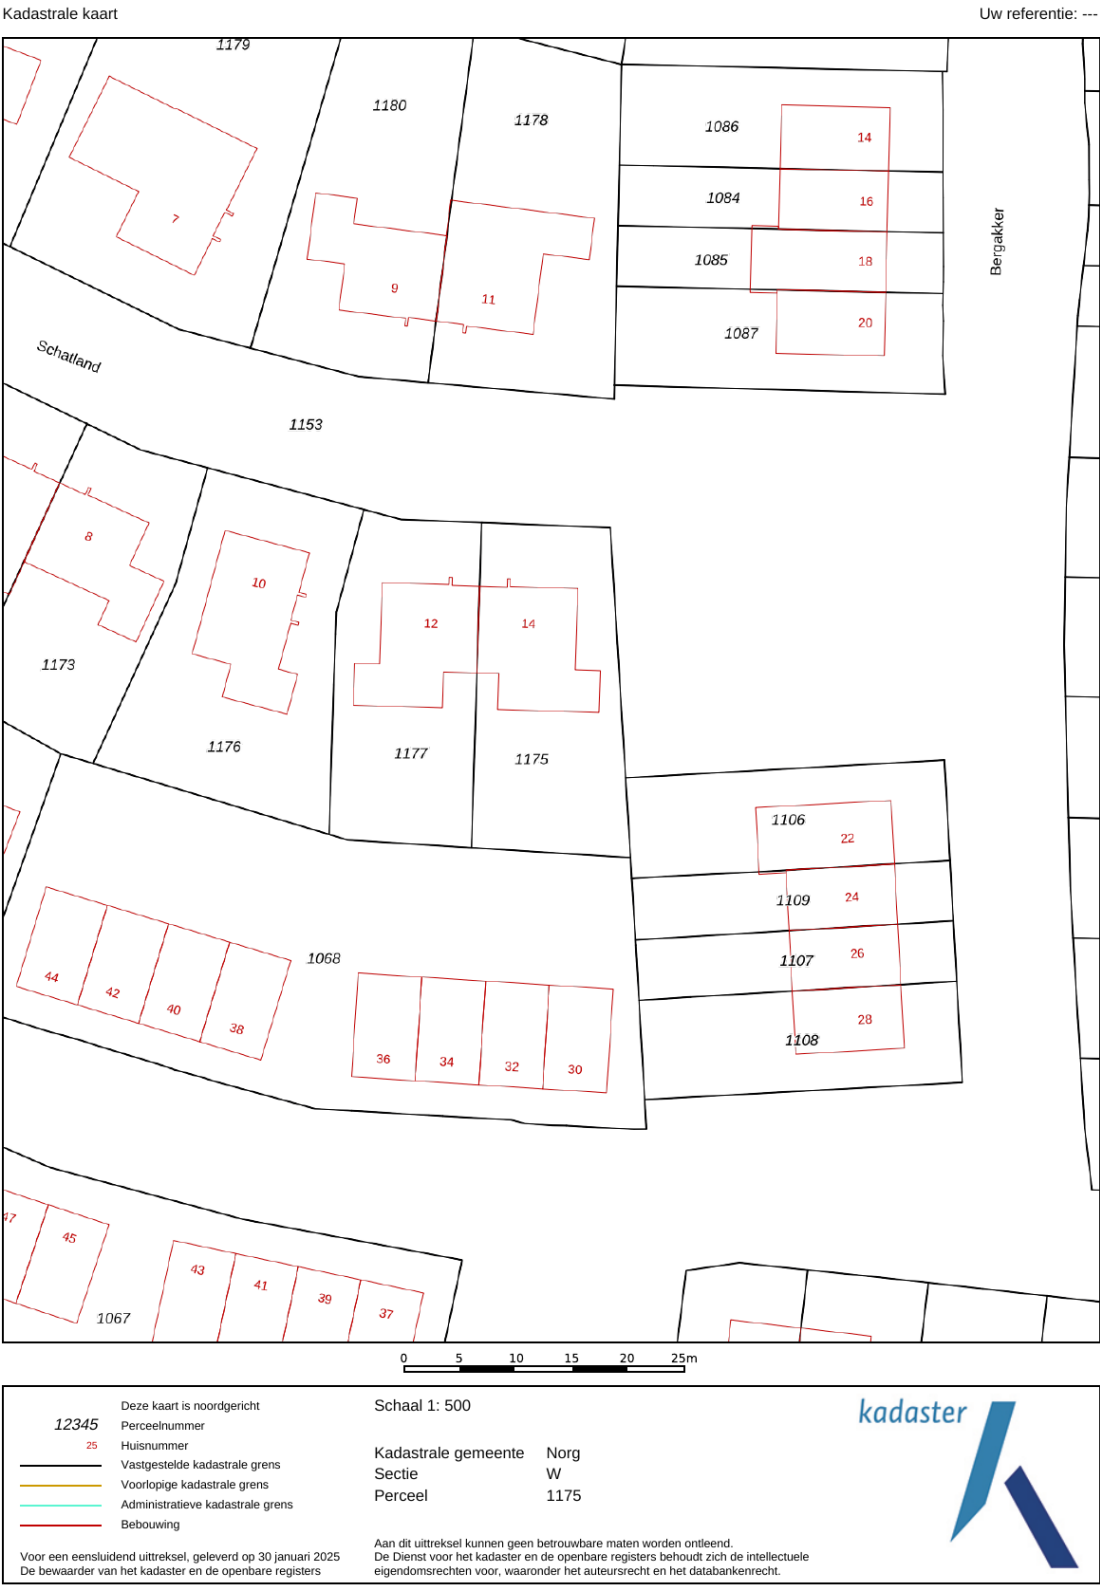 Kadastrale kaart
Uw referentie: ---
1179
1180
1178
1086
14
1084
16
7
Bergakker
1085
18
9
11
20
1087
Schatland
1153
8
10
12
14
1173
1176
1177
1175
1106
22
1109
24
1107
26
1068
44
42
40
38
28
1108
36
34
32
30
47
45
43
41
39
37
1067
0 5 10 15 20 25m
Deze kaart is noordgericht
12345 Perceelnummer
25 Huisnummer
Vastgestelde kadastrale grens
Voorlopige kadastrale grens
Administratieve kadastrale grens
Bebouwing
Voor een eensluidend uittreksel, geleverd op 30 januari 2025
De bewaarder van het kadaster en de openbare registers
Schaal 1: 500
Kadastrale gemeente Norg
Sectie W
Perceel 1175
Aan dit uittreksel kunnen geen betrouwbare maten worden ontleend.
De Dienst voor het kadaster en de openbare registers behoudt zich de intellectuele
eigendomsrechten voor, waaronder het auteursrecht en het databankenrecht.
kadaster